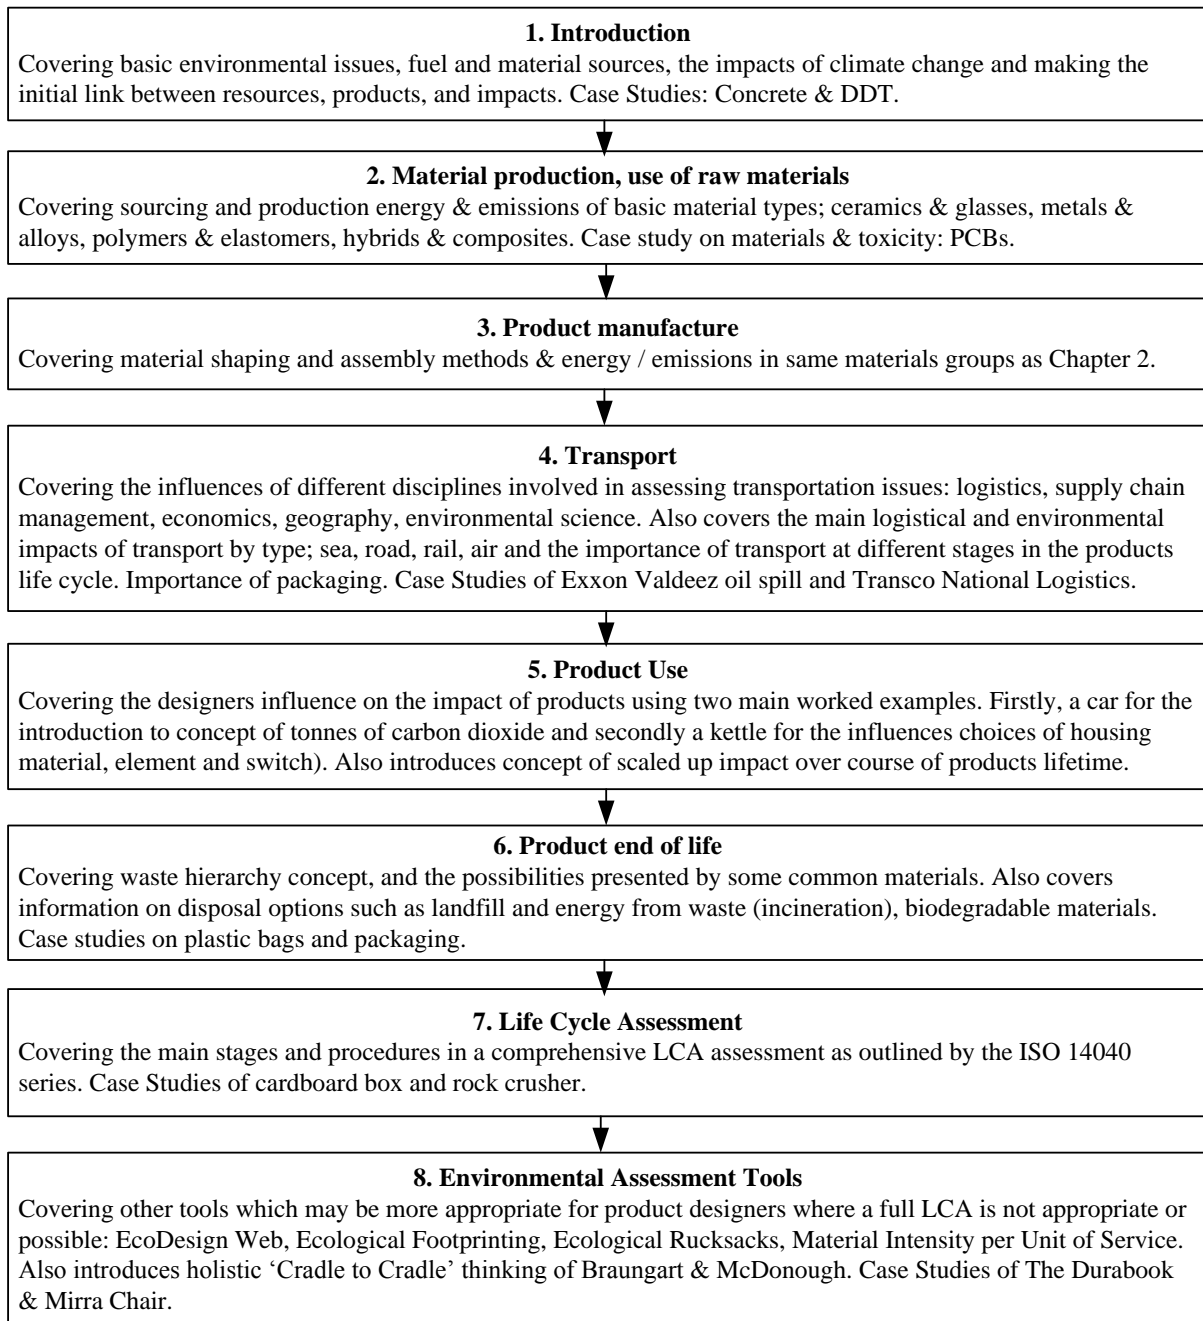 1. Introduction
Covering basic environmental issues, fuel and material sources, the impacts of climate change and making the
initial link between resources, products, and impacts. Case Studies: Concrete & DDT.
2. Material production, use of raw materials
Covering sourcing and production energy & emissions of basic material types; ceramics & glasses, metals &
alloys, polymers & elastomers, hybrids & composites. Case study on materials & toxicity: PCBs.
3. Product manufacture
Covering material shaping and assembly methods & energy / emissions in same materials groups as Chapter 2.
4. Transport
Covering the influences of different disciplines involved in assessing transportation issues: logistics, supply chain
management, economics, geography, environmental science. Also covers the main logistical and environmental
impacts of transport by type; sea, road, rail, air and the importance of transport at different stages in the products
life cycle. Importance of packaging. Case Studies of Exxon Valdeez oil spill and Transco National Logistics.
5. Product Use
Covering the designers influence on the impact of products using two main worked examples. Firstly, a car for the
introduction to concept of tonnes of carbon dioxide and secondly a kettle for the influences choices of housing
material, element and switch). Also introduces concept of scaled up impact over course of products lifetime.
6. Product end of life
Covering waste hierarchy concept, and the possibilities presented by some common materials. Also covers
information on disposal options such as landfill and energy from waste (incineration), biodegradable materials.
Case studies on plastic bags and packaging.
7. Life Cycle Assessment
Covering the main stages and procedures in a comprehensive LCA assessment as outlined by the ISO 14040
series. Case Studies of cardboard box and rock crusher.
8. Environmental Assessment Tools
Covering other tools which may be more appropriate for product designers where a full LCA is not appropriate or
possible: EcoDesign Web, Ecological Footprinting, Ecological Rucksacks, Material Intensity per Unit of Service.
Also introduces holistic ‘Cradle to Cradle’ thinking of Braungart & McDonough. Case Studies of The Durabook
& Mirra Chair.